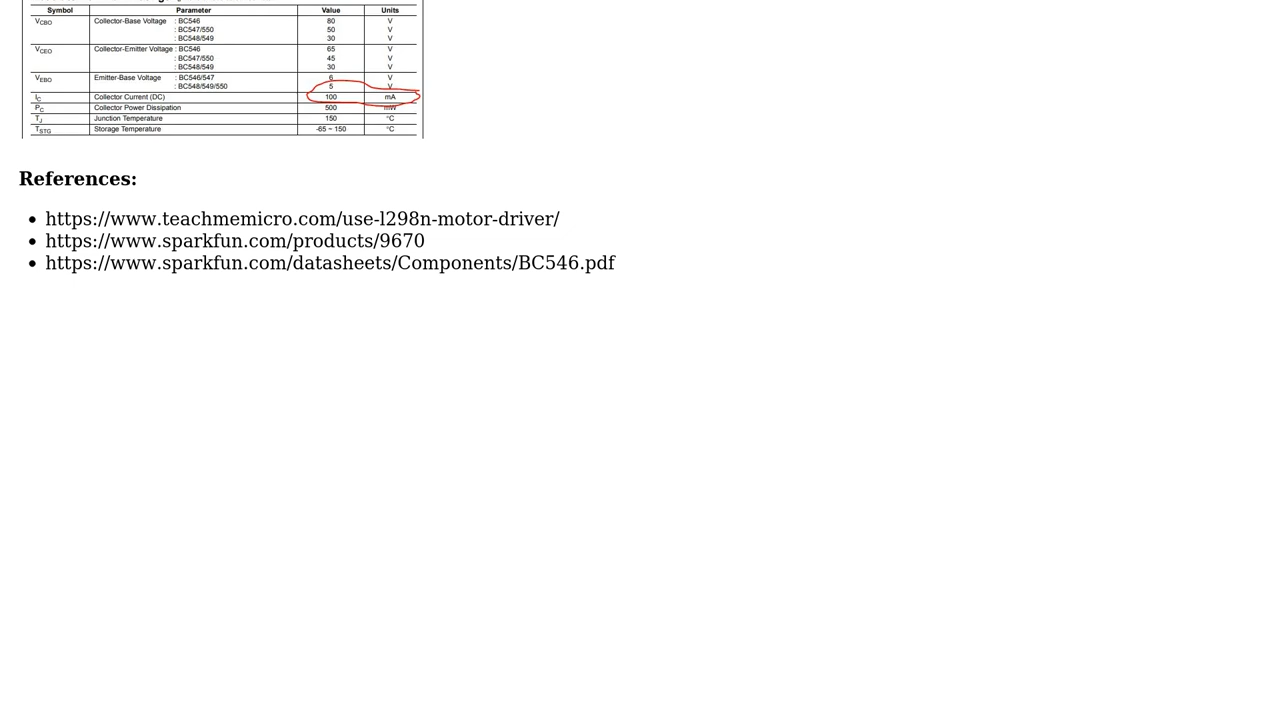 Symbol Parameter Value Units
VCBO Collector-Base Voltage : BC546 80 V
: BC547/550 50 V
: BC548/549 30 V
VCEO Collector-Emitter Voltage : BC546 65 V
: BC547/550 45 V
: BC548/549 30 V
VEBO Emitter-Base Voltage : BC546/547 6 V
: BC548/549/550 5 V
IC Collector Current (DC) 100 mA
PC Collector Power Dissipation 500 mW
TJ Junction Temperature 150 °C
TSTG Storage Temperature -65 ~ 150 °C
References:
• https://www.teachmemicro.com/use-l298n-motor-driver/
• https://www.sparkfun.com/products/9670
• https://www.sparkfun.com/datasheets/Components/BC546.pdf